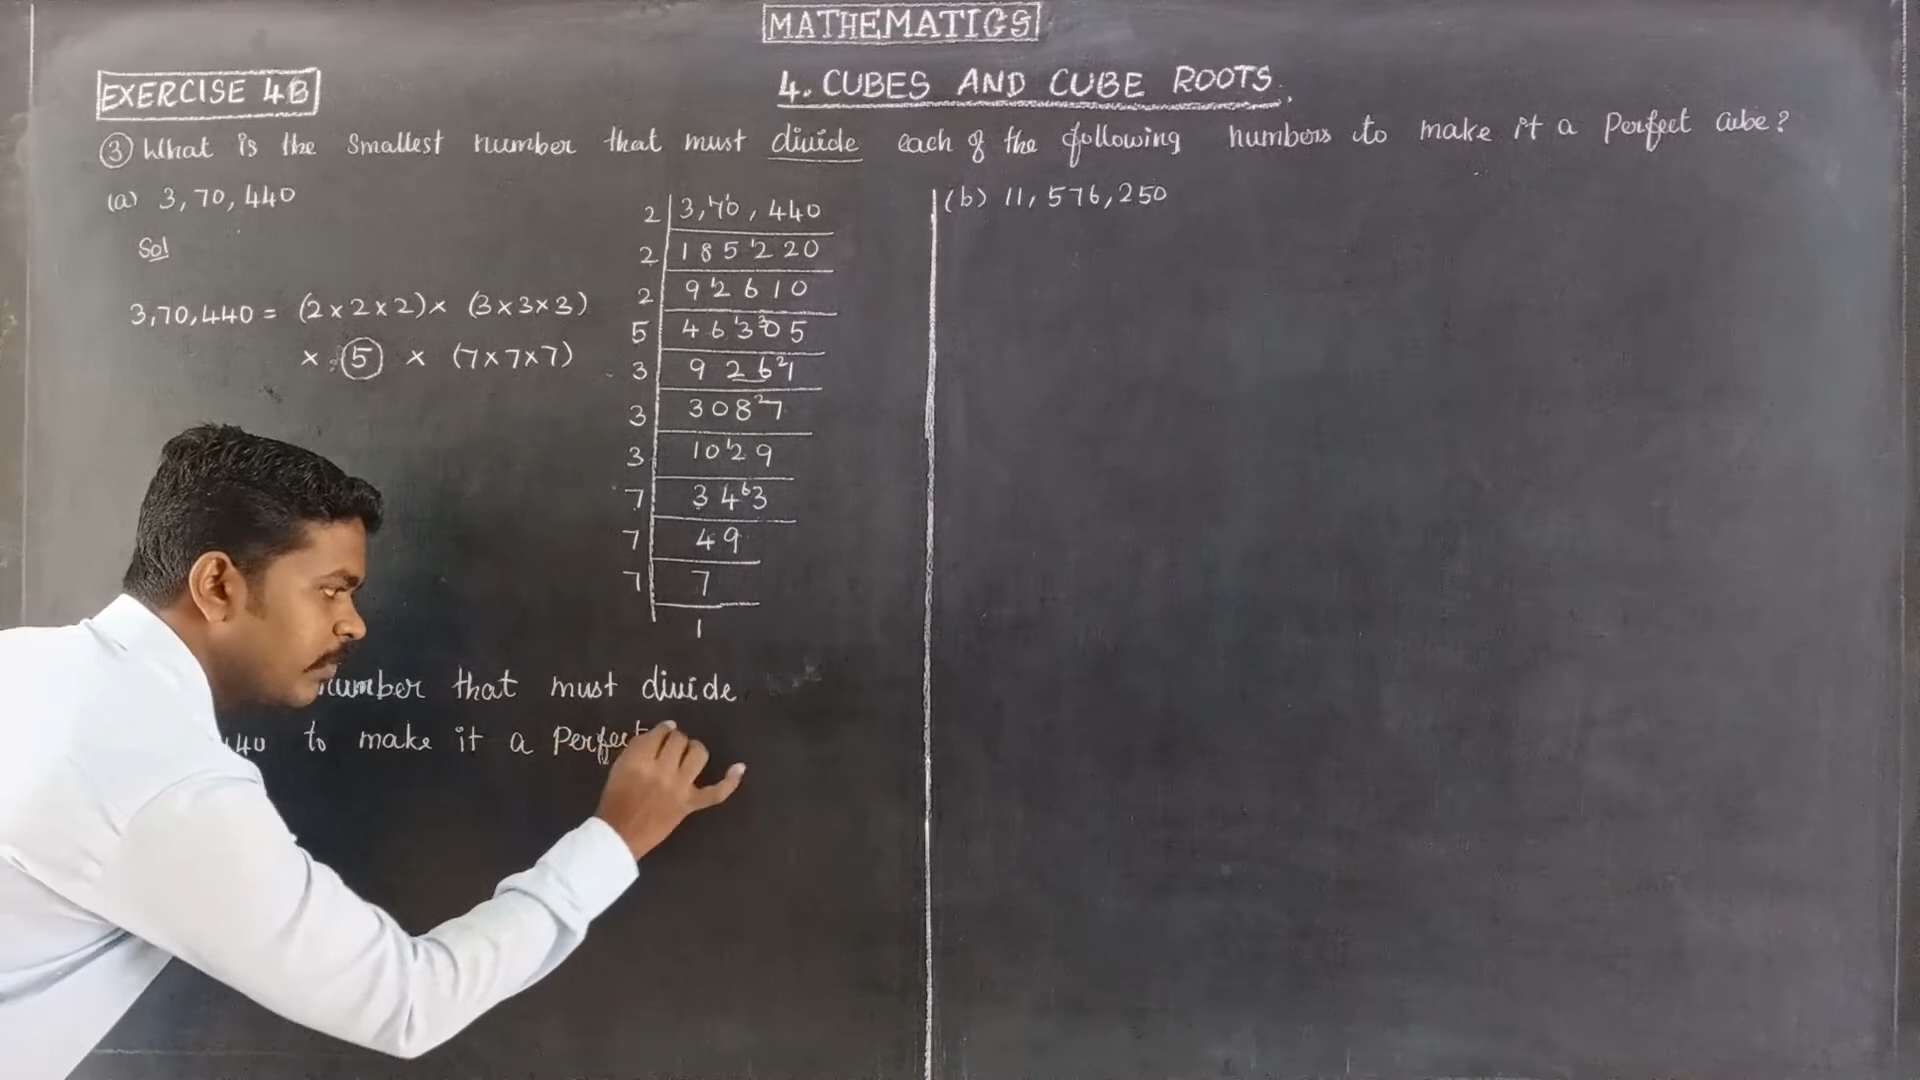 MATHEMATICS
EXERCISE 4B
4. CUBES AND CUBE ROOTS.
(3) What is the smallest number that must divide each of the following numbers to make it a Perfect cube?
(a) 3,70,440
Sol
3,70,440 = (2×2×2)× (3×3×3)
× (5) × (7×7×7)
2 | 3,70,440
2 | 185220
2 | 92610
5 | 46305
3 | 9261
3 | 3087
3 | 1029
7 | 343
7 | 49
7 | 7
1
number that must divide
440 to make it a Perfect
(b) 11,576,250